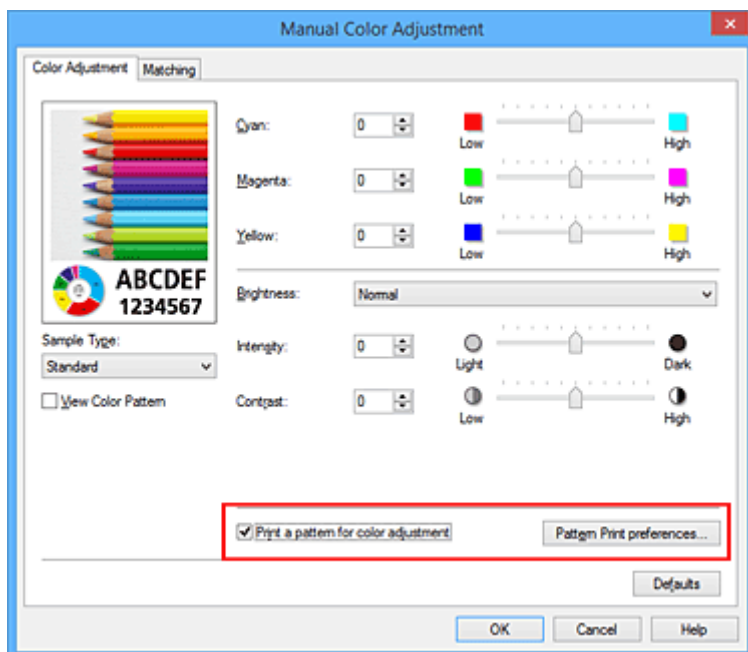 Manual Color Adjustment
Color Adjustment Matching
ABCDEF
1234567
Sample Type:
Standard
View Color Pattern
Cyan: 0 Low High
Magenta: 0 Low High
Yellow: 0 Low High
Brightness: Normal
Intensity: 0 Light Dark
Contrast: 0 Low High
Print a pattern for color adjustment Pattern Print preferences...
Defaults
OK Cancel Help